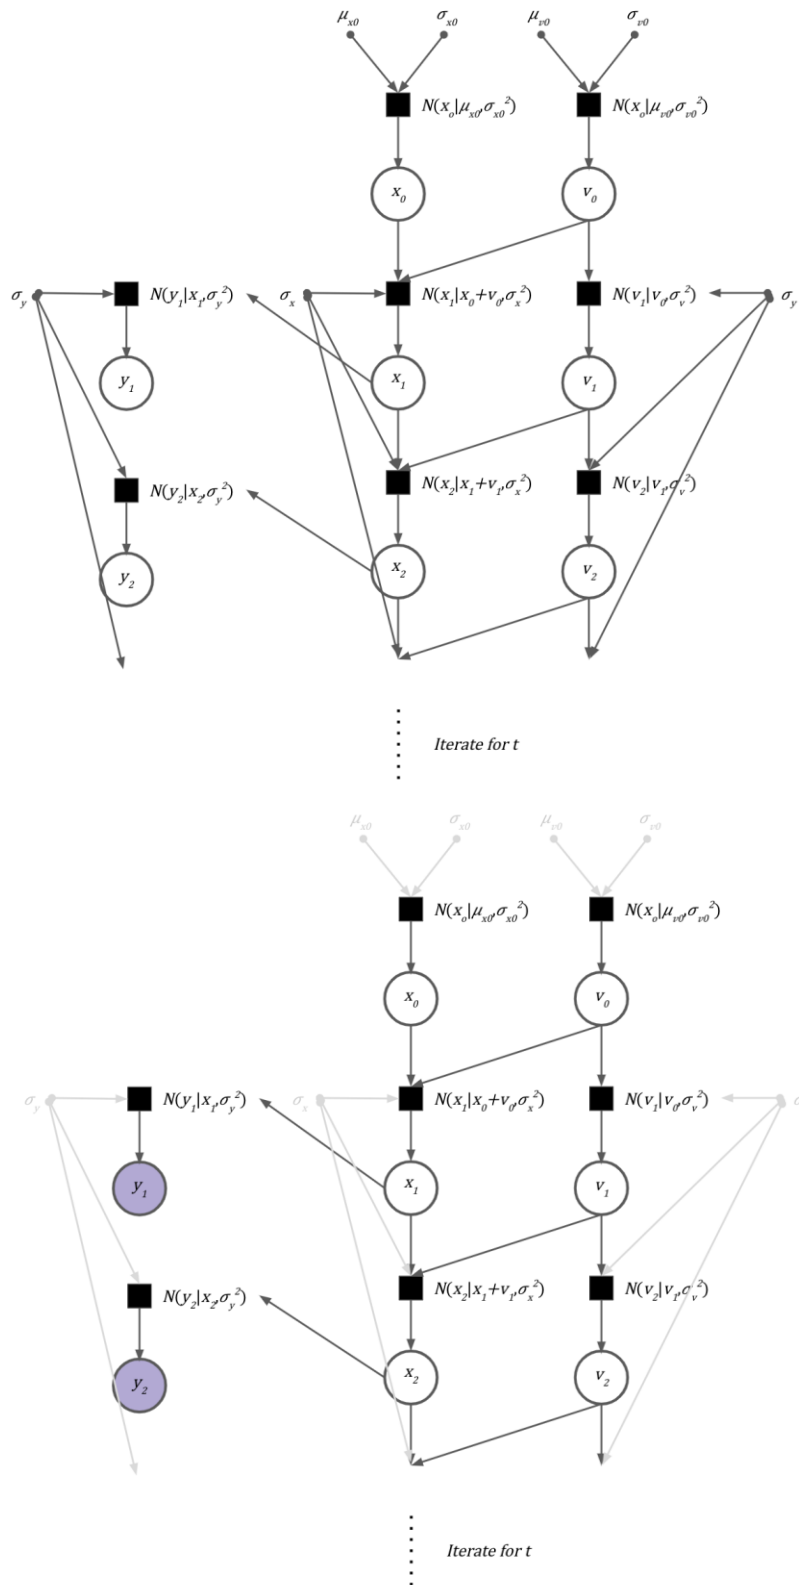 μx0 σx0 μv0 σv0
N(xo|μx0,σx0²) N(xo|μv0,σv0²)
x0 v0
σy N(y1|x1,σy²) σx N(x1|x0+v0,σx²) N(v1|v0,σv²) σy
y1 x1 v1
N(y2|x2,σy²) N(x2|x1+v1,σx²) N(v2|v1,σv²)
y2 x2 v2
Iterate for t
μx0 σx0 μv0 σv0
N(xo|μx0,σx0²) N(xo|μv0,σv0²)
x0 v0
σy N(y1|x1,σy²) σx N(x1|x0+v0,σx²) N(v1|v0,σv²) σ
y1 x1 v1
N(y2|x2,σy²) N(x2|x1+v1,σx²) N(v2|v1,σv²)
y2 x2 v2
Iterate for t